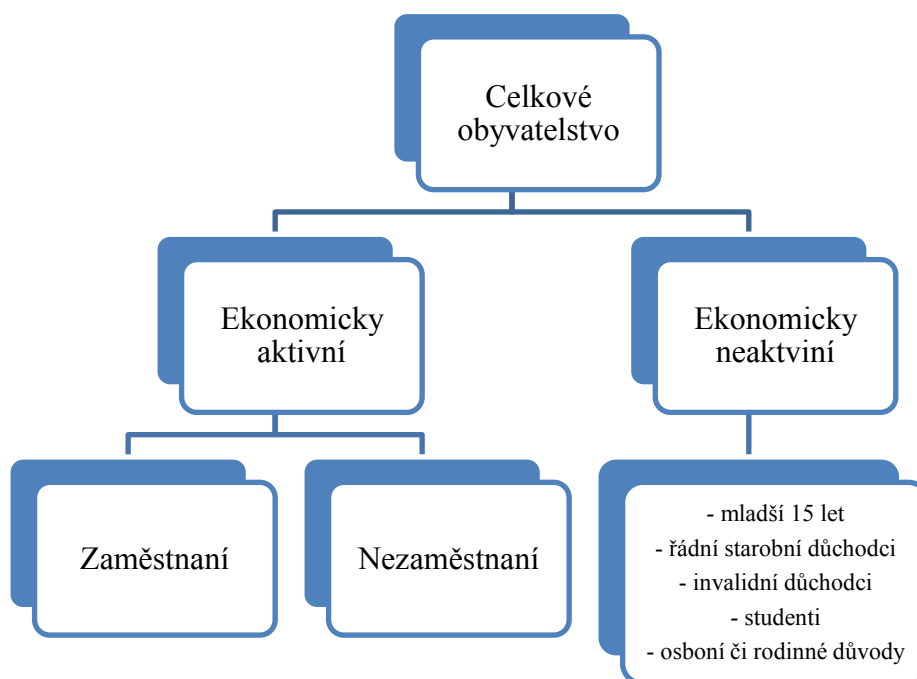 Celkové
obyvatelstvo
Ekonomicky
aktivní
Ekonomicky
neaktviní
Zaměstnaní
Nezaměstnaní
- mladší 15 let
- řádní starobní důchodci
- invalidní důchodci
- studenti
- osboní či rodinné důvody